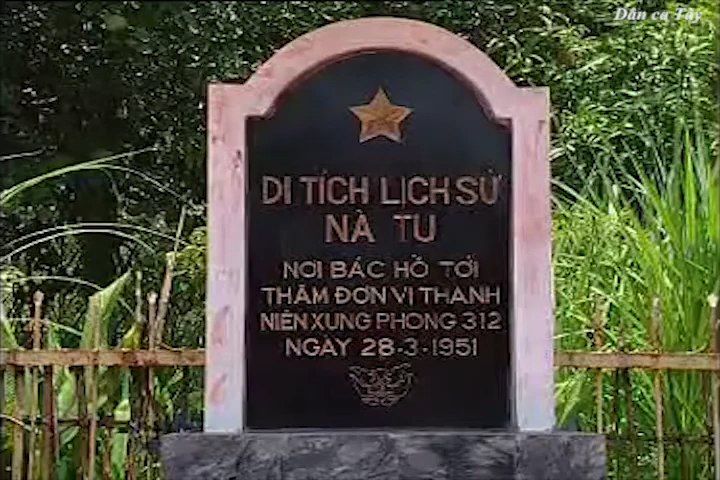 Dân ca Tày
DI TÍCH LỊCH SỬ
NÀ TU
NƠI BÁC HỒ TỚI
THĂM ĐƠN VỊ THANH
NIÊN XUNG PHONG 312
NGÀY 28-3-1951